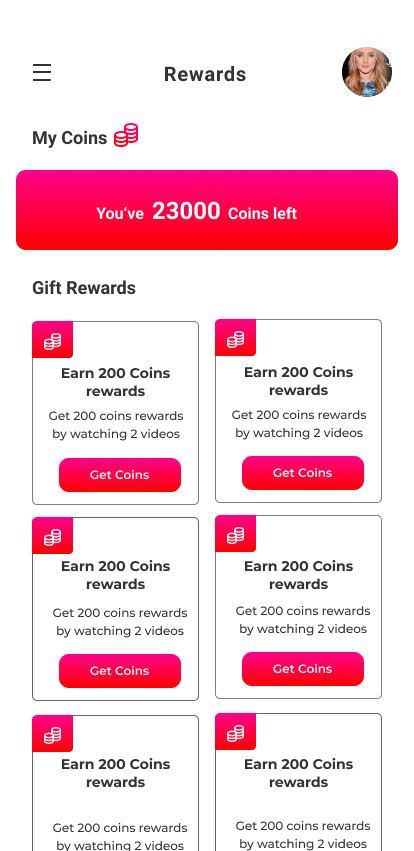 Rewards
My Coins
You've 23000 Coins left
Gift Rewards
Earn 200 Coins
rewards
Get 200 coins rewards
by watching 2 videos
Get Coins
Earn 200 Coins
rewards
Get 200 coins rewards
by watching 2 videos
Get Coins
Earn 200 Coins
rewards
Get 200 coins rewards
by watching 2 videos
Get Coins
Earn 200 Coins
rewards
Get 200 coins rewards
by watching 2 videos
Get Coins
Earn 200 Coins
rewards
Get 200 coins rewards
by watching 2 videos
Earn 200 Coins
rewards
Get 200 coins rewards
by watching 2 videos